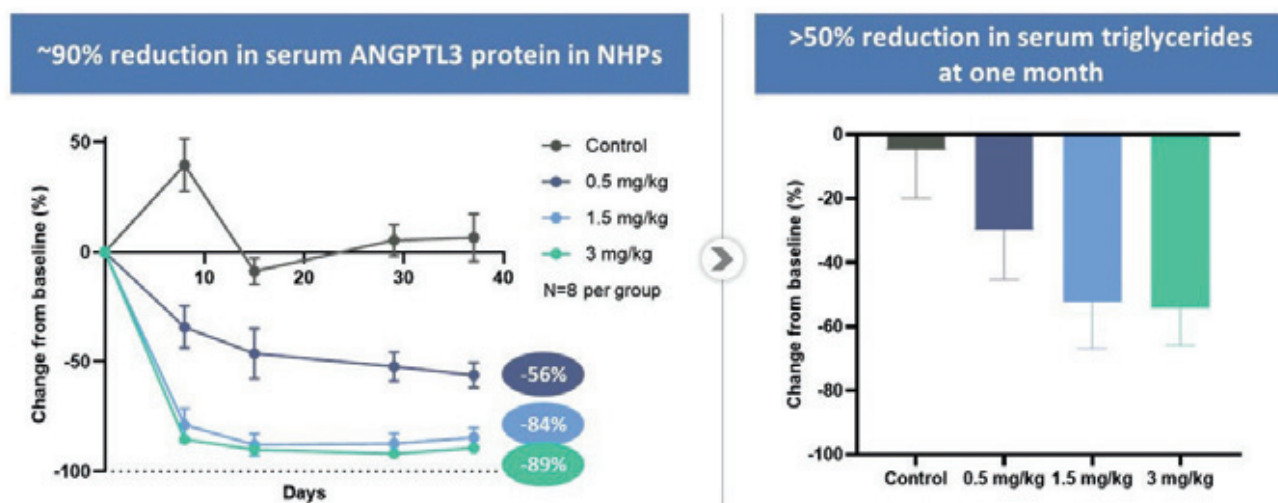 ~90% reduction in serum ANGPTL3 protein in NHPs
>50% reduction in serum triglycerides
at one month
Change from baseline (%)
50
0
-50
-100
10
20
30
40
Days
Control
0.5 mg/kg
1.5 mg/kg
3 mg/kg
N=8 per group
-56%
-84%
-89%
Change from baseline (%)
0
-20
-40
-60
-80
-100
Control
0.5 mg/kg
1.5 mg/kg
3 mg/kg